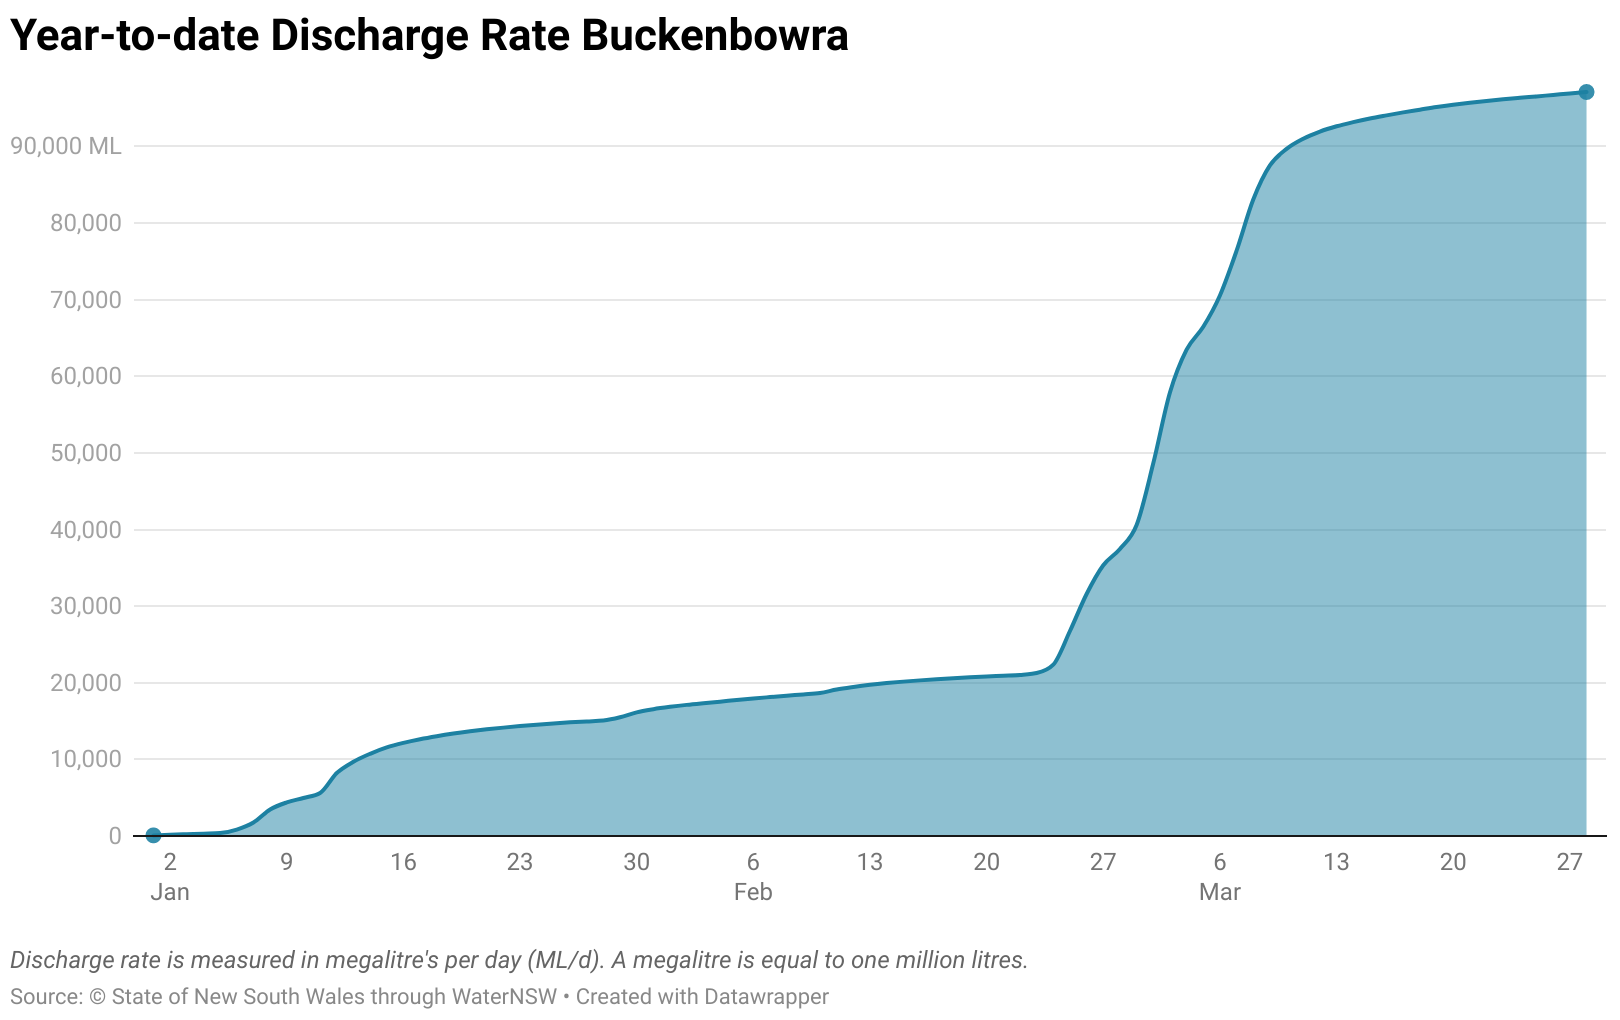 Year-to-date Discharge Rate Buckenbowra
90,000 ML
80,000
70,000
60,000
50,000
40,000
30,000
20,000
10,000
0
2 9 16 23 30 6 13 20 27 6 13 20 27
Jan Feb Mar
Discharge rate is measured in megalitre's per day (ML/d). A megalitre is equal to one million litres.
Source: © State of New South Wales through WaterNSW • Created with Datawrapper